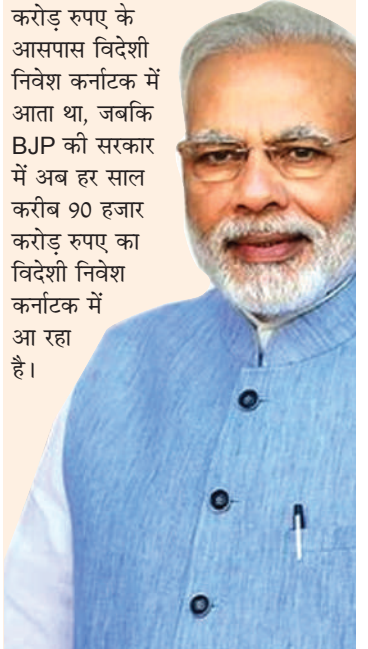 करोड़ रुपए के
आसपास विदेशी
निवेश कर्नाटक में
आता था, जबकि
BJP की सरकार
में अब हर साल
करीब 90 हजार
करोड़ रुपए का
विदेशी निवेश
कर्नाटक में
आ रहा
है।